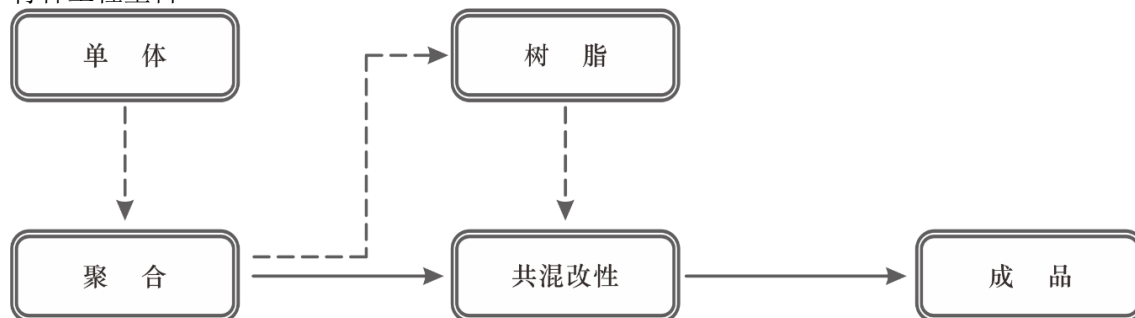 单 体
树 脂
聚 合
共混改性
成 品